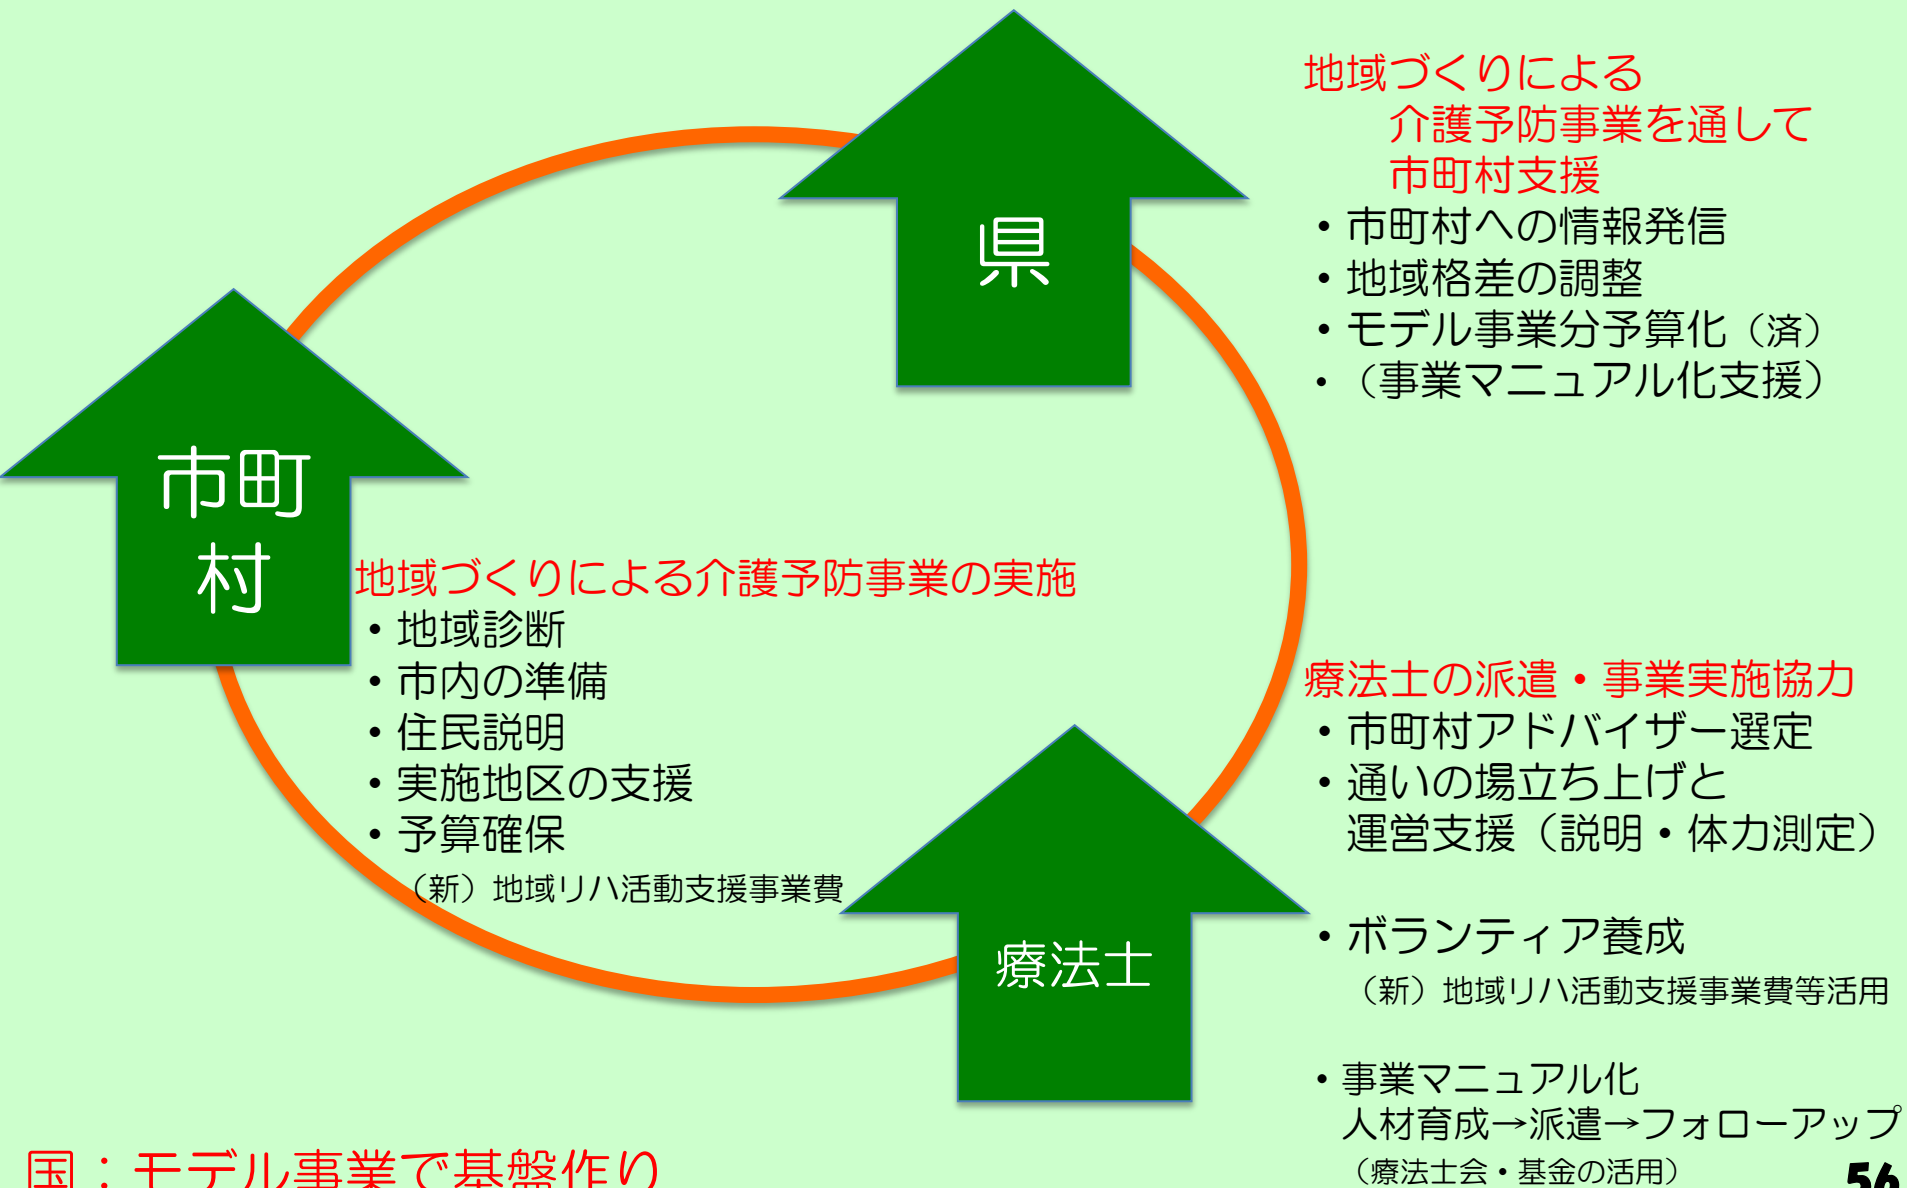 県
地域づくりによる
介護予防事業を通して
市町村支援
・市町村への情報発信
・地域格差の調整
・モデル事業分予算化（済）
・（事業マニュアル化支援）
市町
村
地域づくりによる介護予防事業の実施
・地域診断
・市内の準備
・住民説明
・実施地区の支援
・予算確保
（新）地域リハ活動支援事業費
療法士
療法士の派遣・事業実施協力
・市町村アドバイザー選定
・通いの場立ち上げと
運営支援（説明・体力測定）
・ボランティア養成
（新）地域リハ活動支援事業費等活用
・事業マニュアル化
人材育成→派遣→フォローアップ
（療法士会・基金の活用）
国：モデル事業で基盤作り
56